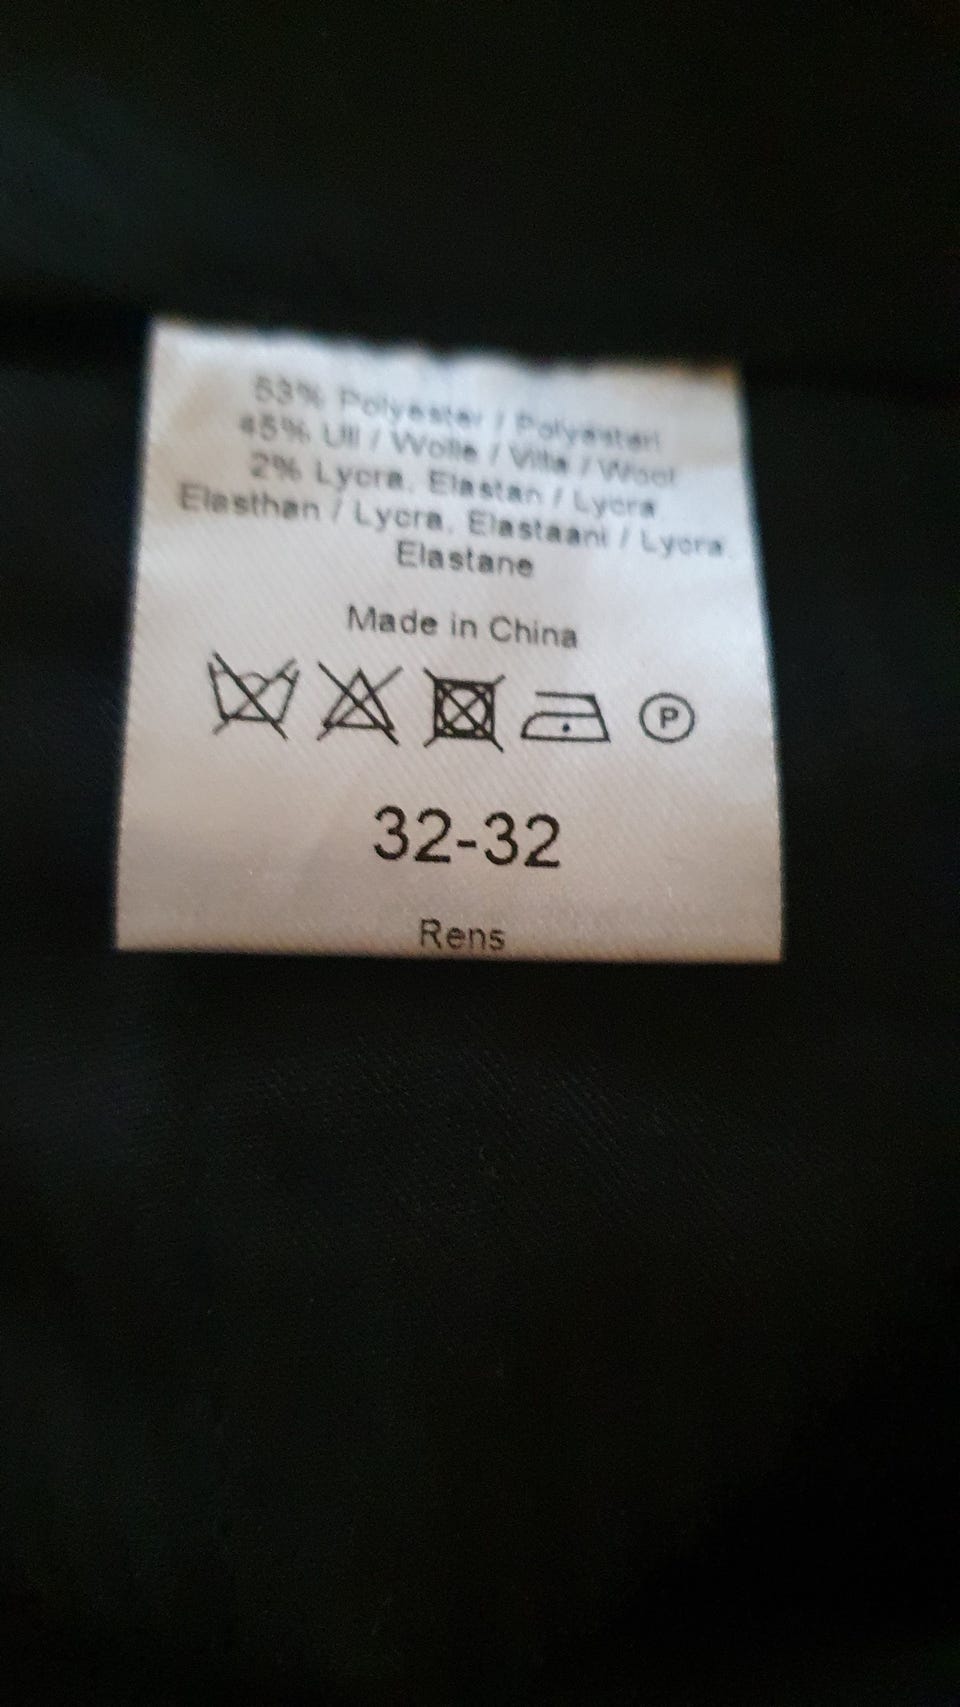 53% Polyester / Polyesteri
45% Ull / Wolle / Villa / Wool
2% Lycra, Elastan / Lycra,
Elasthan / Lycra, Elastaani / Lycra,
Elastane
Made in China
P
32-32
Rens